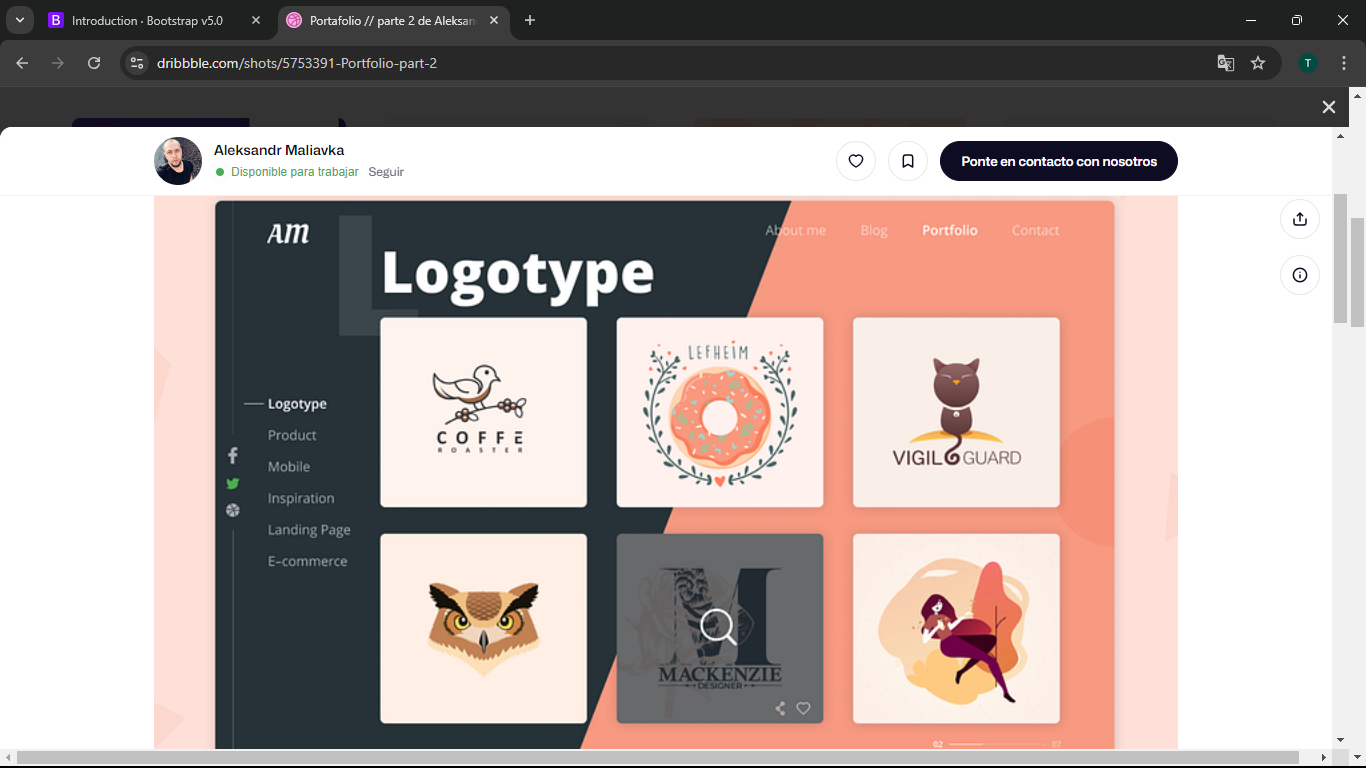 Introduction · Bootstrap v5.0
Portafolio // parte 2 de Aleksan
dribbble.com/shots/5753391-Portfolio-part-2
T
Aleksandr Maliavka
Disponible para trabajar Seguir
Ponte en contacto con nosotros
AM
About me Blog Portfolio Contact
L
Logotype
Logotype
Product
Mobile
Inspiration
Landing Page
E-commerce
COFFE
ROASTER
LEFHEIM
VIGIL GUARD
M
MACKENZIE
DESIGNER
02 07